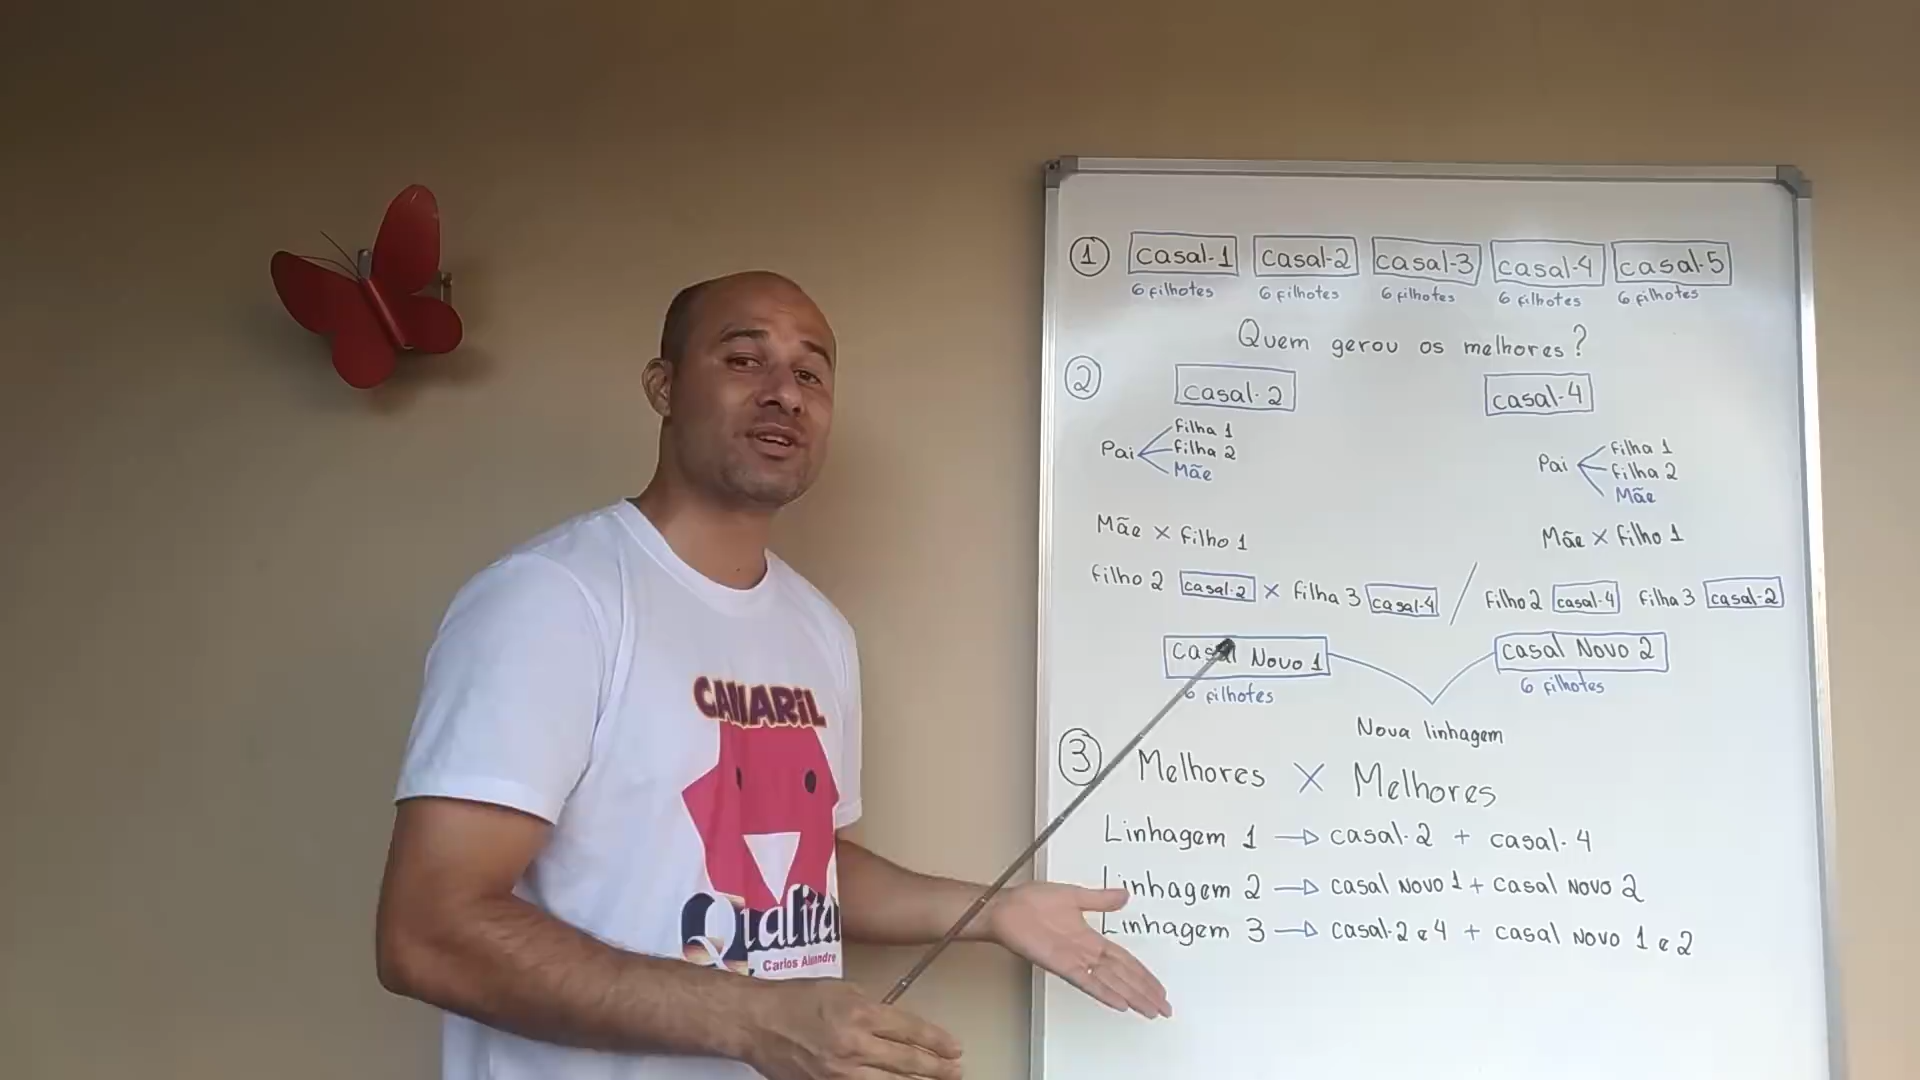 1 casal-1 casal-2 casal-3 casal-4 casal-5
6 filhotes 6 filhotes 6 filhotes 6 filhotes 6 filhotes
Quem gerou os melhores?
2 casal-2 casal-4
Pai filha 1
filha 2
Mãe
Pai filha 1
filha 2
Mãe
Mãe x filho 1
Mãe x filho 1
filho 2 casal-2 x filha 3 casal-4 / filho 2 casal-4 filha 3 casal-2
casal Novo 1 casal Novo 2
6 filhotes 6 filhotes
Nova linhagem
3 Melhores X Melhores
Linhagem 1 → casal-2 + casal-4
Linhagem 2 → casal Novo 1 + casal Novo 2
Linhagem 3 → casal-2 e 4 + casal Novo 1 e 2
CANARIL
Qualita
Carlos Alexandre